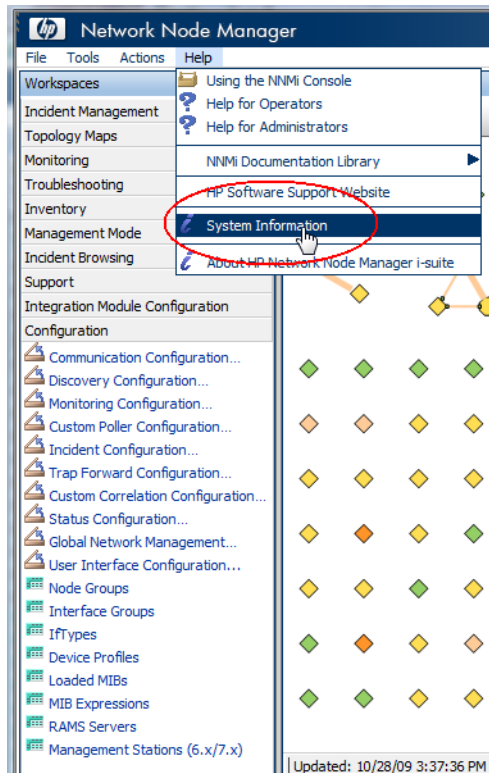 hp Network Node Manager
File Tools Actions Help
Workspaces
Incident Management
Topology Maps
Monitoring
Troubleshooting
Inventory
Management Mode
Incident Browsing
Support
Integration Module Configuration
Configuration
Communication Configuration...
Discovery Configuration...
Monitoring Configuration...
Custom Poller Configuration...
Incident Configuration...
Trap Forward Configuration...
Custom Correlation Configuration...
Status Configuration...
Global Network Management...
User Interface Configuration...
Node Groups
Interface Groups
IfTypes
Device Profiles
Loaded MIBs
MIB Expressions
RAMS Servers
Management Stations (6.x/7.x)
Using the NNMi Console
Help for Operators
Help for Administrators
NNMi Documentation Library
HP Software Support Website
System Information
About HP Network Node Manager i-suite
Updated: 10/28/09 3:37:36 PM